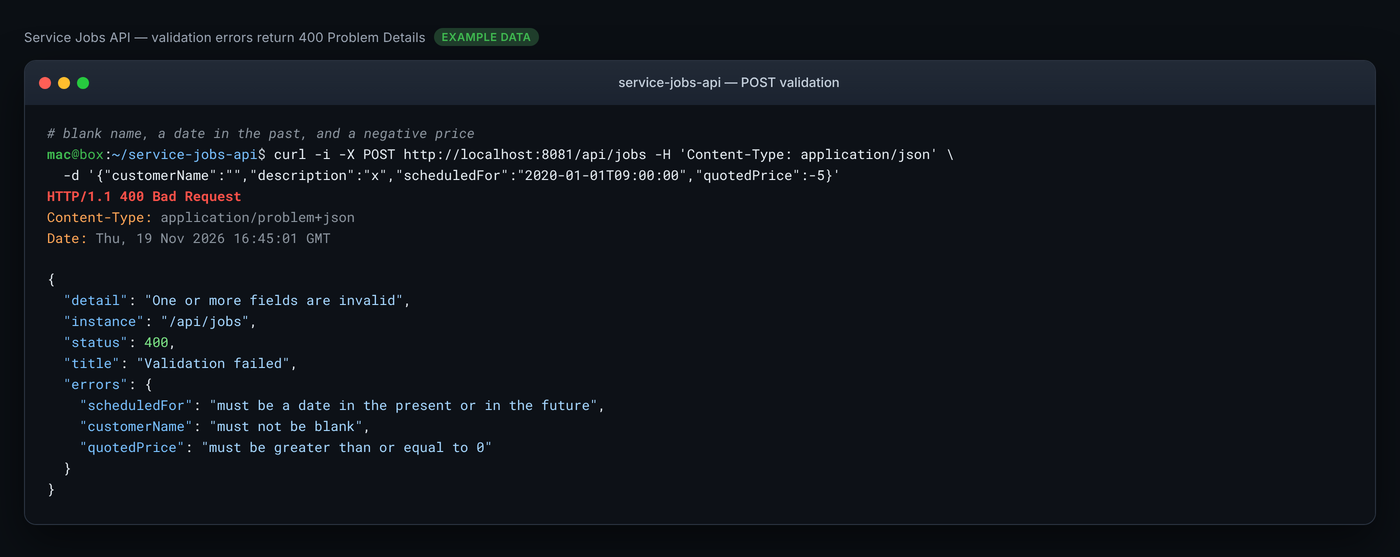 Service Jobs API — validation errors return 400 Problem Details EXAMPLE DATA
service-jobs-api — POST validation
# blank name, a date in the past, and a negative price
mac@box:~/service-jobs-api$ curl -i -X POST http://localhost:8081/api/jobs -H 'Content-Type: application/json' \
  -d '{"customerName":"","description":"x","scheduledFor":"2020-01-01T09:00:00","quotedPrice":-5}'
HTTP/1.1 400 Bad Request
Content-Type: application/problem+json
Date: Thu, 19 Nov 2026 16:45:01 GMT

{
  "detail": "One or more fields are invalid",
  "instance": "/api/jobs",
  "status": 400,
  "title": "Validation failed",
  "errors": {
    "scheduledFor": "must be a date in the present or in the future",
    "customerName": "must not be blank",
    "quotedPrice": "must be greater than or equal to 0"
  }
}